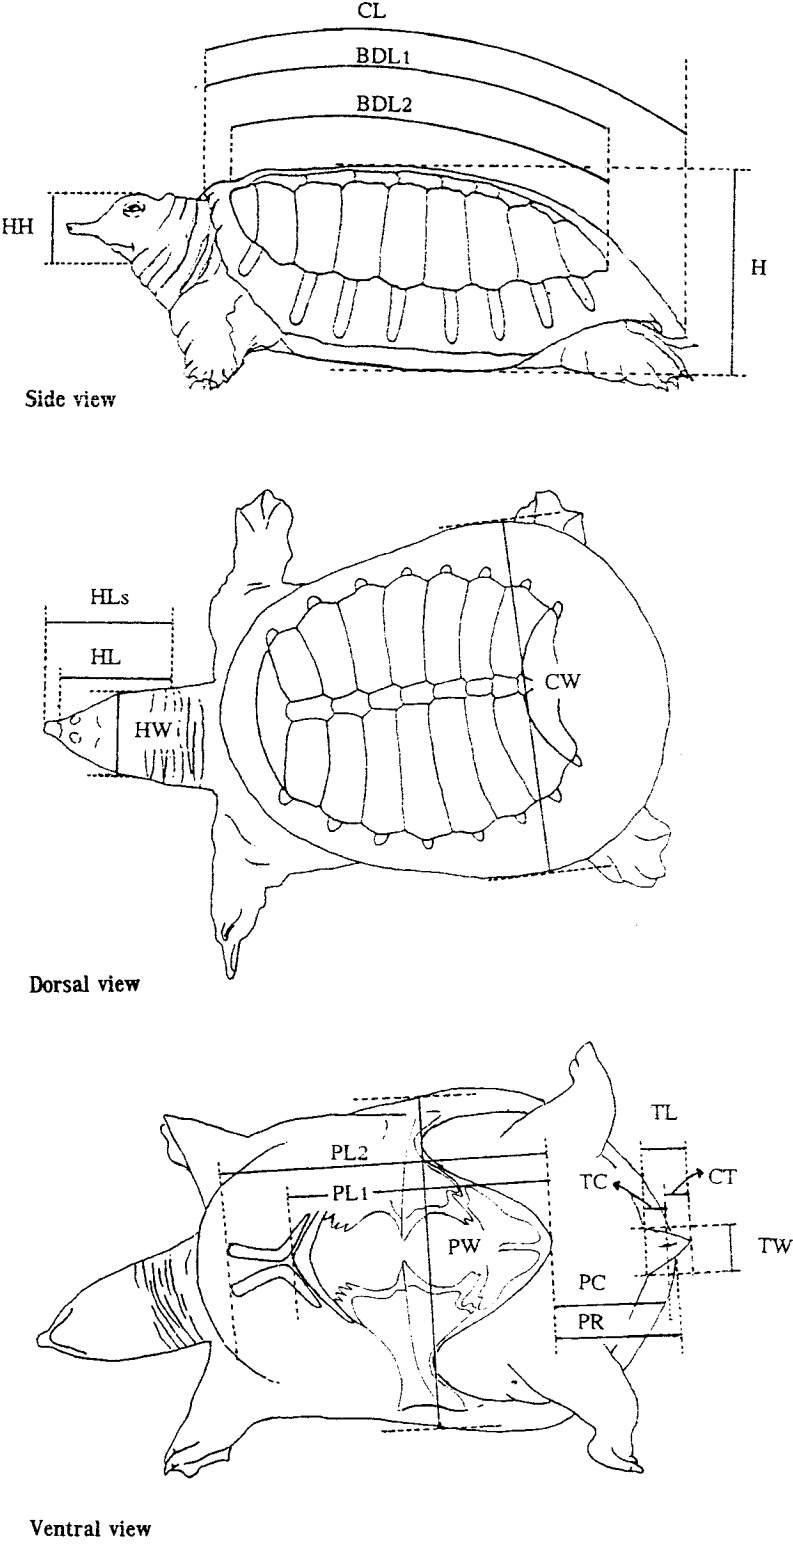 CL
BDL1
BDL2
HH
H
Side view
HLs
HL
HW
CW
Dorsal view
TL
PL2
TC
CT
PL1
PW
TW
PC
PR
Ventral view